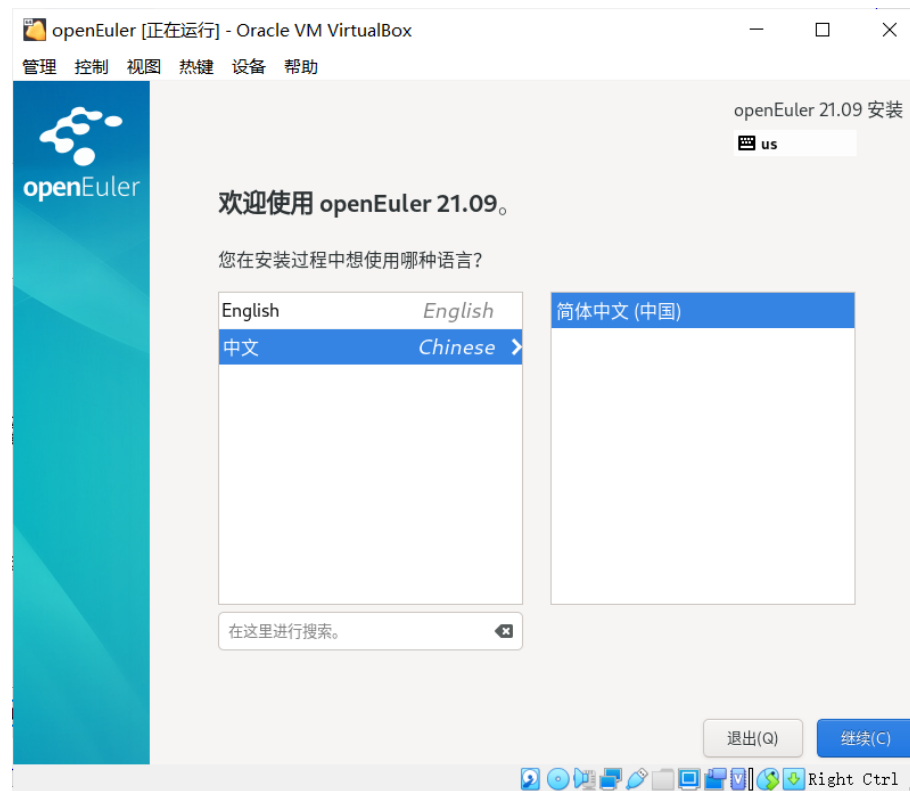 openEuler [正在运行] - Oracle VM VirtualBox
管理 控制 视图 热键 设备 帮助
openEuler
openEuler 21.09 安装
us
欢迎使用 openEuler 21.09。
您在安装过程中想使用哪种语言?
English English
中文 Chinese
简体中文 (中国)
在这里进行搜索。
退出(Q) 继续(C)
Right Ctrl